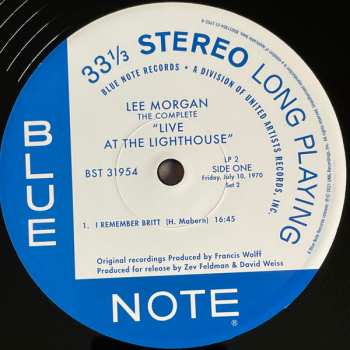 33⅓ STEREO LONG PLAYING
BLUE NOTE RECORDS • A DIVISION OF UNITED ARTISTS RECORDS, INC.
LEE MORGAN
THE COMPLETE
"LIVE
AT THE LIGHTHOUSE"
BST 31954
LP 2
SIDE ONE
Friday, July 10, 1970
Set 2
1. I REMEMBER BRITT (H. Mabern) 16:45
Original recordings Produced by Francis Wolff
Produced for release by Zev Feldman & David Weiss
BLUE
NOTE®